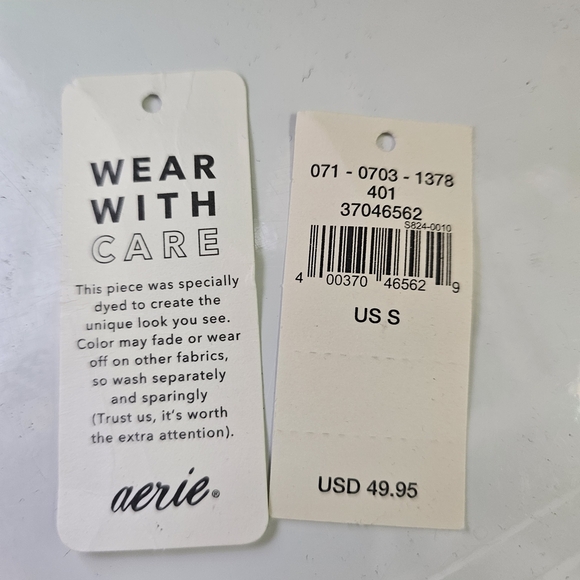 WEAR
WITH
CARE
This piece was specially
dyed to create the
unique look you see.
Color may fade or wear
off on other fabrics,
so wash separately
and sparingly
(Trust us, it's worth
the extra attention).
aerie®
071 - 0703 - 1378
401
37046562
S824-0010
4 00370 46562 9
US S
USD 49.95